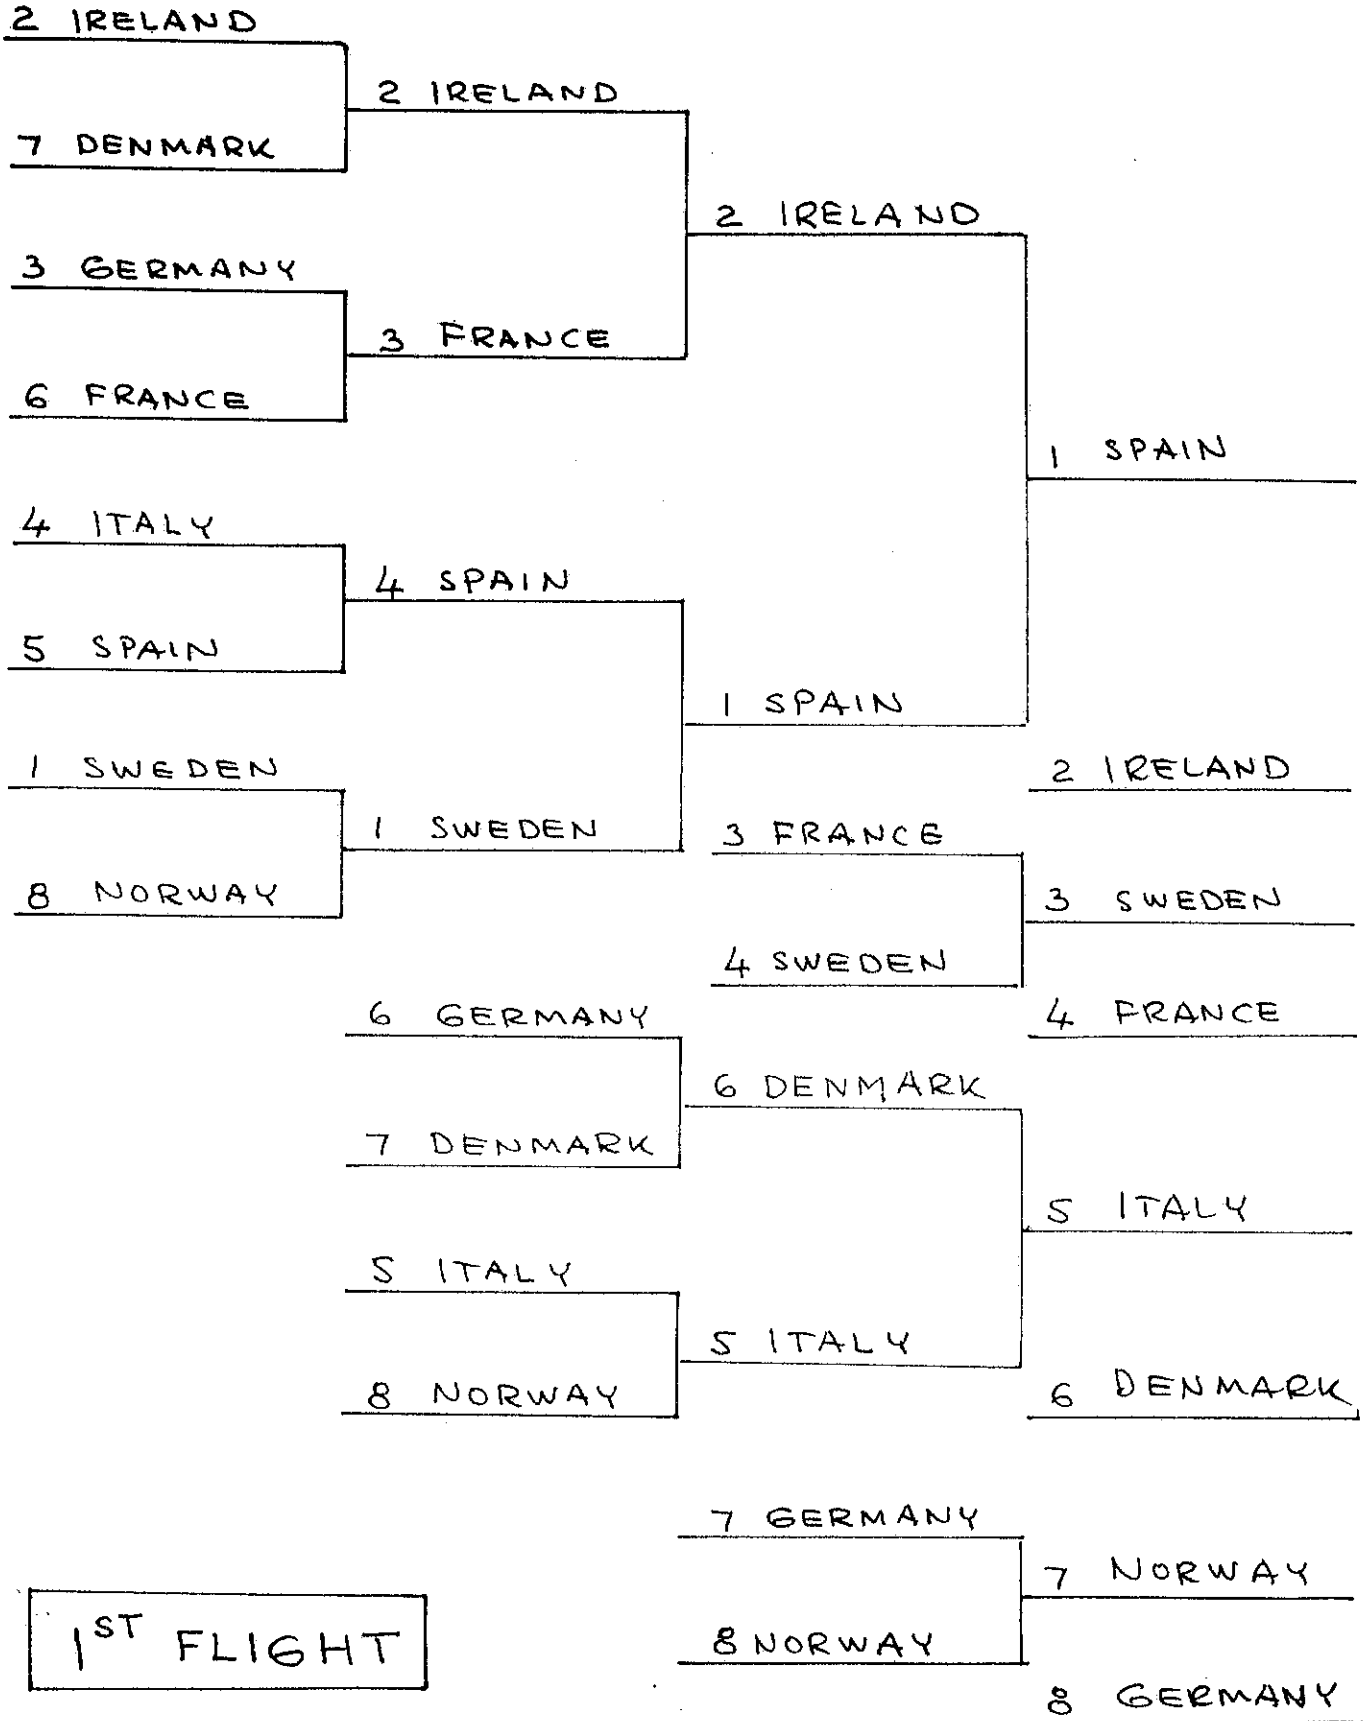 2 IRELAND
7 DENMARK
3 GERMANY
6 FRANCE
4 ITALY
5 SPAIN
1 SWEDEN
8 NORWAY
2 IRELAND
3 FRANCE
4 SPAIN
1 SWEDEN
6 GERMANY
7 DENMARK
5 ITALY
8 NORWAY
2 IRELAND
1 SPAIN
3 FRANCE
4 SWEDEN
6 DENMARK
5 ITALY
7 GERMANY
8 NORWAY
1 SPAIN
2 IRELAND
3 SWEDEN
4 FRANCE
5 ITALY
6 DENMARK
7 NORWAY
8 GERMANY
1ST FLIGHT